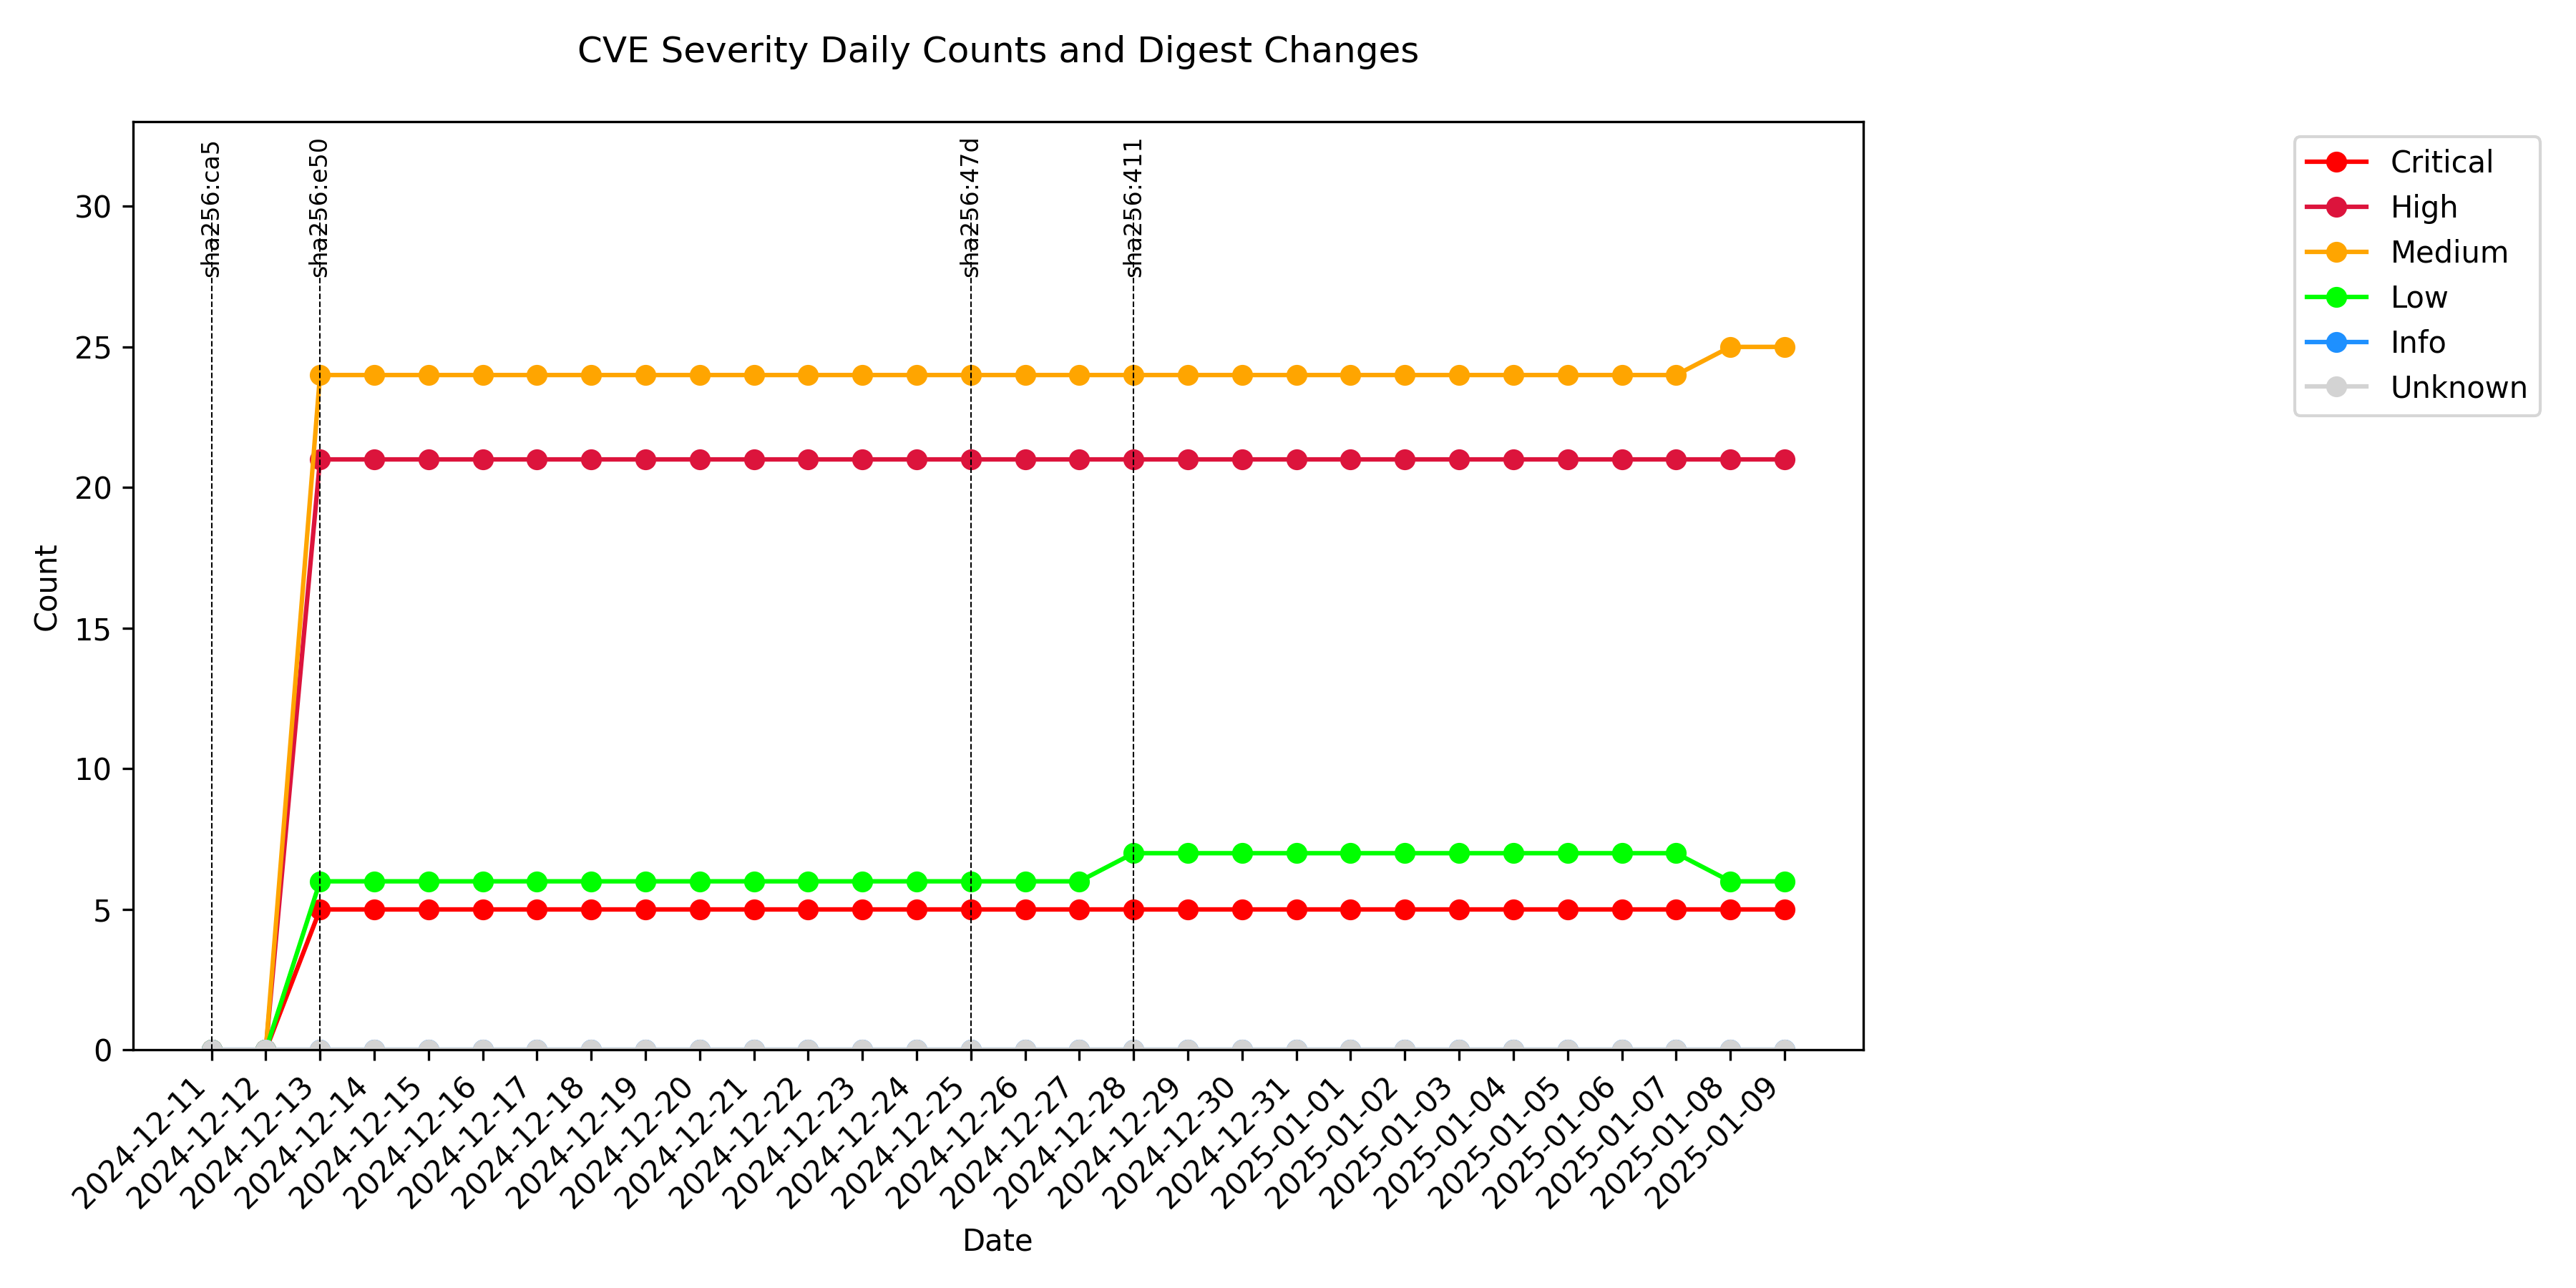 CVE Severity Daily Counts and Digest Changes
sha256:ca5
sha256:e50
sha256:47d
sha256:411
Critical
High
Medium
Low
Info
Unknown
30
25
20
15
10
5
0
Count
2024-12-11
2024-12-12
2024-12-13
2024-12-14
2024-12-15
2024-12-16
2024-12-17
2024-12-18
2024-12-19
2024-12-20
2024-12-21
2024-12-22
2024-12-23
2024-12-24
2024-12-25
2024-12-26
2024-12-27
2024-12-28
2024-12-29
2024-12-30
2024-12-31
2025-01-01
2025-01-02
2025-01-03
2025-01-04
2025-01-05
2025-01-06
2025-01-07
2025-01-08
2025-01-09
Date